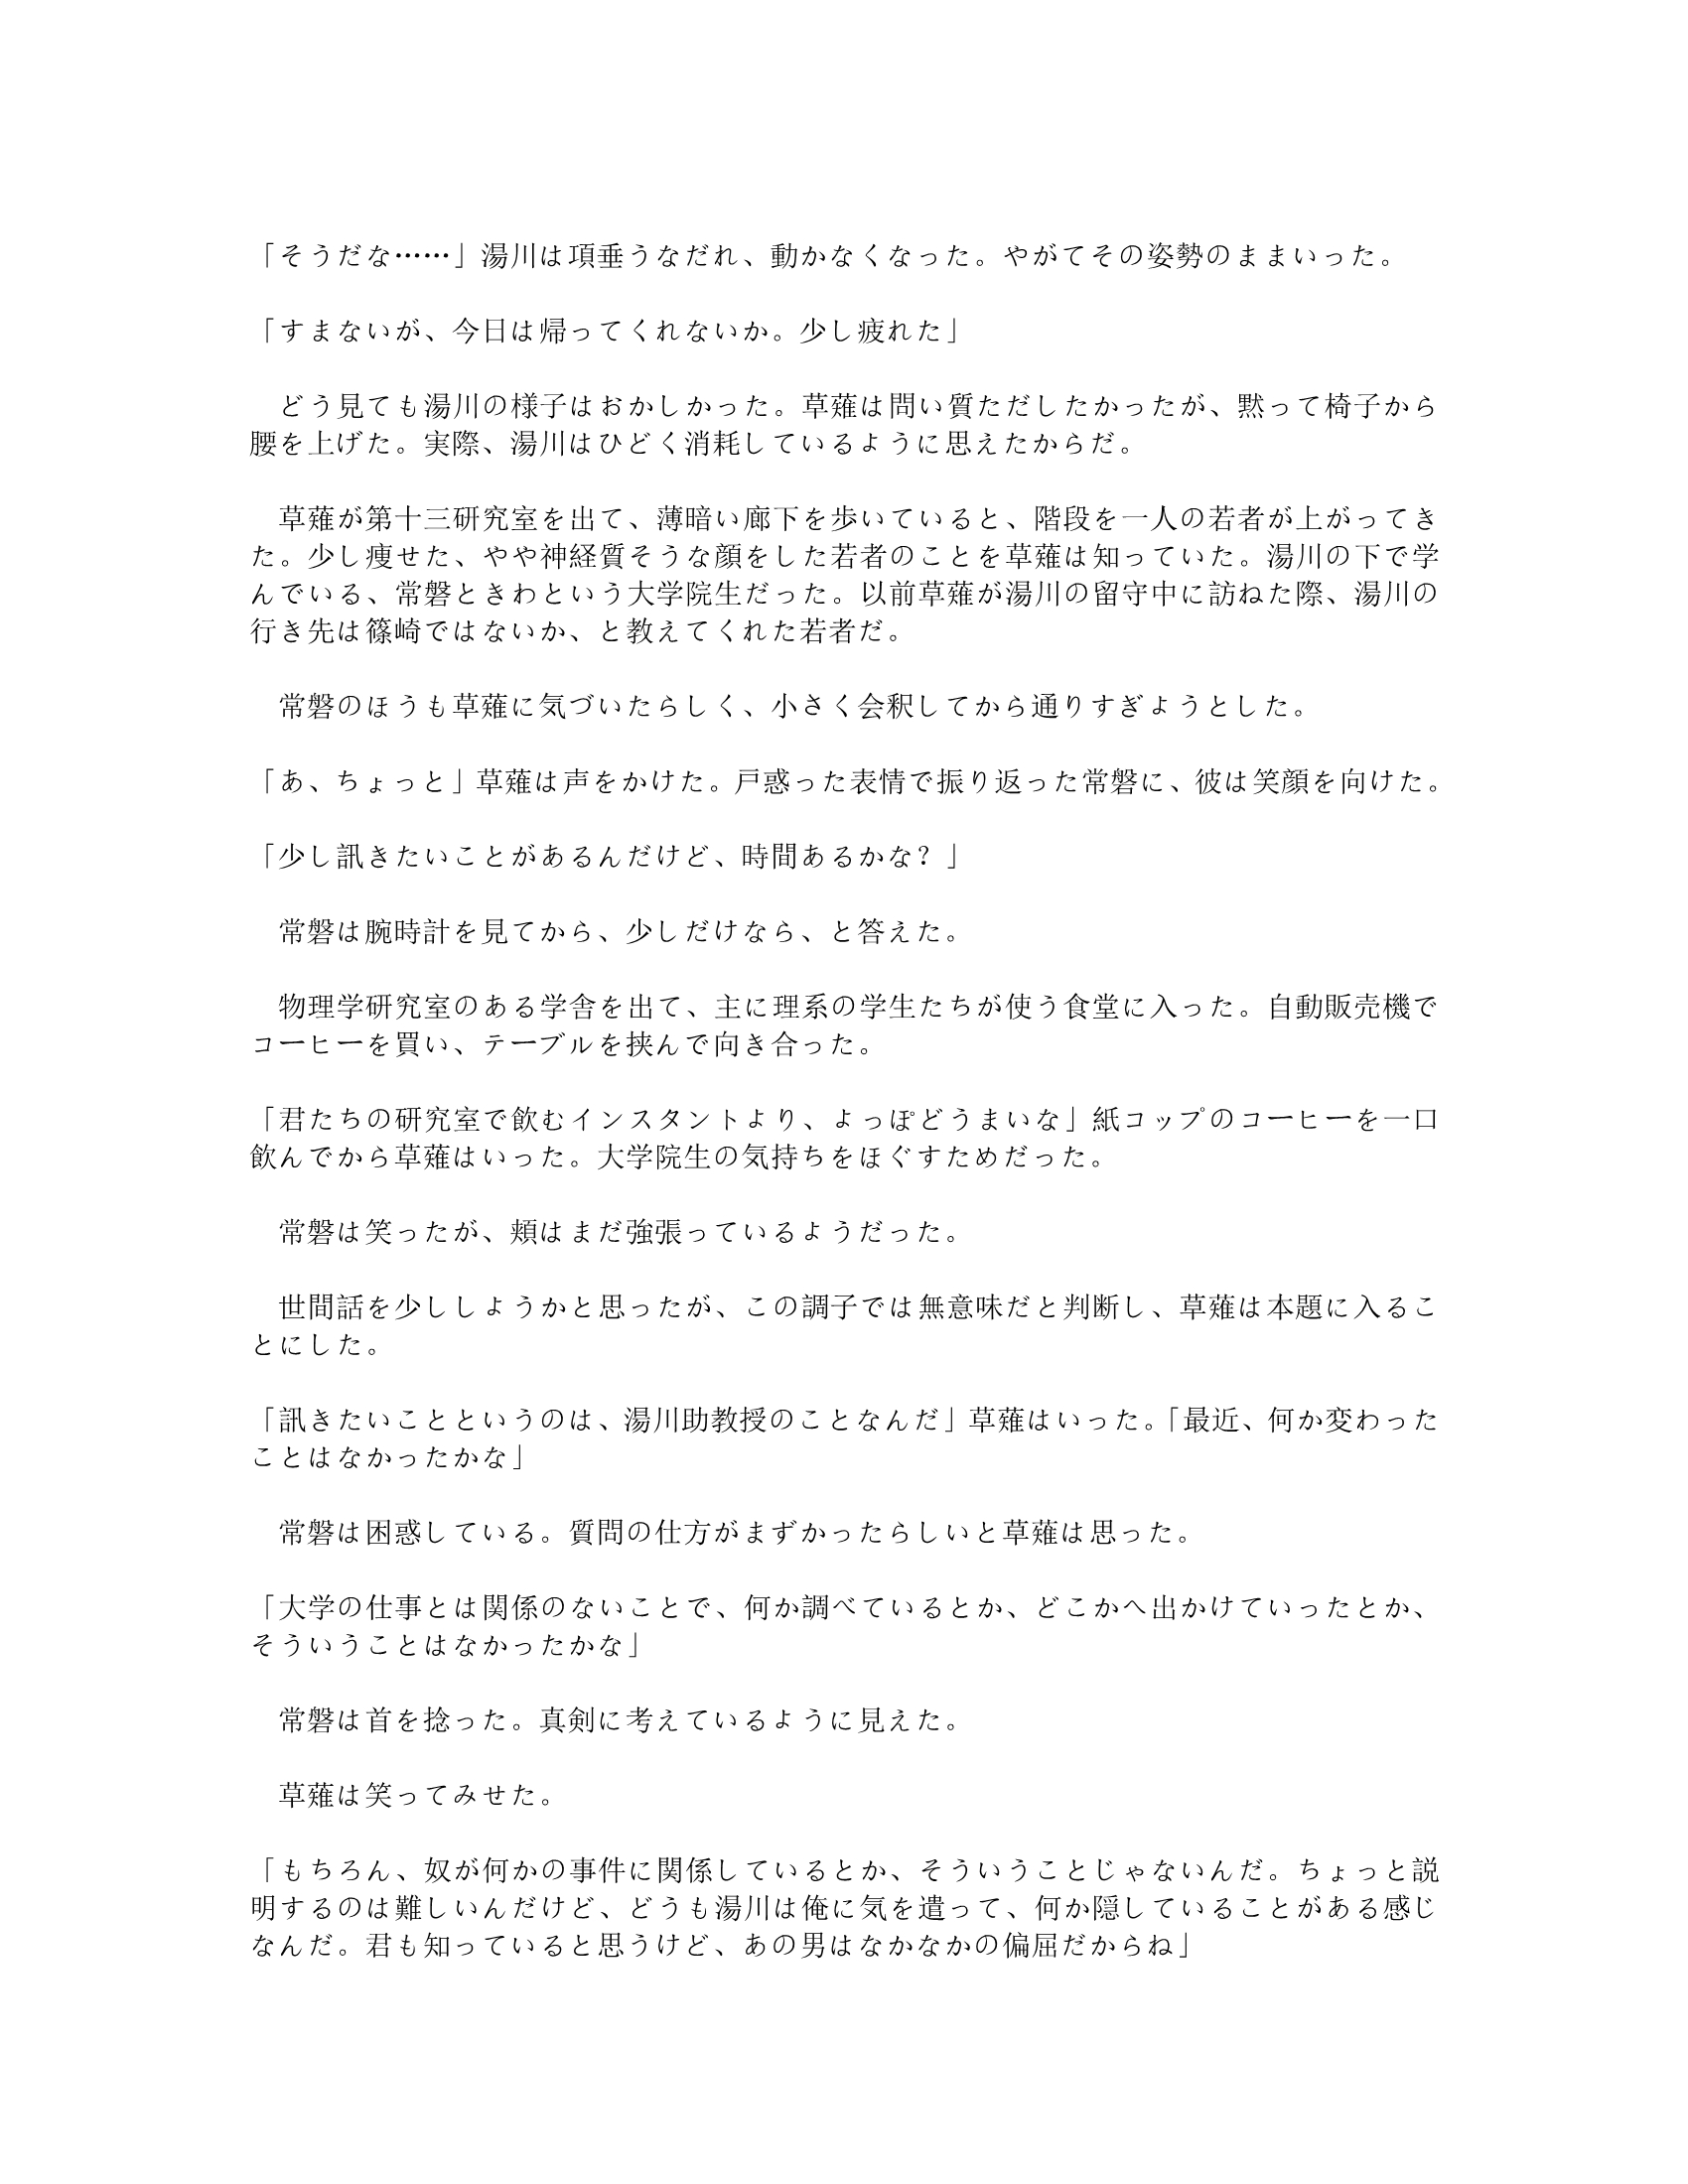 「そうだな……」湯川は項垂うなだれ、動かなくなった。やがてその姿勢のままいった。
「すまないが、今日は帰ってくれないか。少し疲れた」
　どう見ても湯川の様子はおかしかった。草薙は問い質ただしたかったが、黙って椅子から
腰を上げた。実際、湯川はひどく消耗しているように思えたからだ。
　草薙が第十三研究室を出て、薄暗い廊下を歩いていると、階段を一人の若者が上がってき
た。少し痩せた、やや神経質そうな顔をした若者のことを草薙は知っていた。湯川の下で学
んでいる、常磐ときわという大学院生だった。以前草薙が湯川の留守中に訪ねた際、湯川の
行き先は篠崎ではないか、と教えてくれた若者だ。
　常磐のほうも草薙に気づいたらしく、小さく会釈してから通りすぎようとした。
「あ、ちょっと」草薙は声をかけた。戸惑った表情で振り返った常磐に、彼は笑顔を向けた。
「少し訊きたいことがあるんだけど、時間あるかな？」
　常磐は腕時計を見てから、少しだけなら、と答えた。
　物理学研究室のある学舎を出て、主に理系の学生たちが使う食堂に入った。自動販売機で
コーヒーを買い、テーブルを挟んで向き合った。
「君たちの研究室で飲むインスタントより、よっぽどうまいな」紙コップのコーヒーを一口
飲んでから草薙はいった。大学院生の気持ちをほぐすためだった。
　常磐は笑ったが、頬はまだ強張っているようだった。
　世間話を少ししようかと思ったが、この調子では無意味だと判断し、草薙は本題に入るこ
とにした。
「訊きたいことというのは、湯川助教授のことなんだ」草薙はいった。「最近、何か変わった
ことはなかったかな」
　常磐は困惑している。質問の仕方がまずかったらしいと草薙は思った。
「大学の仕事とは関係のないことで、何か調べているとか、どこかへ出かけていったとか、
そういうことはなかったかな」
　常磐は首を捻った。真剣に考えているように見えた。
　草薙は笑ってみせた。
「もちろん、奴が何かの事件に関係しているとか、そういうことじゃないんだ。ちょっと説
明するのは難しいんだけど、どうも湯川は俺に気を遣って、何か隠していることがある感じ
なんだ。君も知っていると思うけど、あの男はなかなかの偏屈だからね」